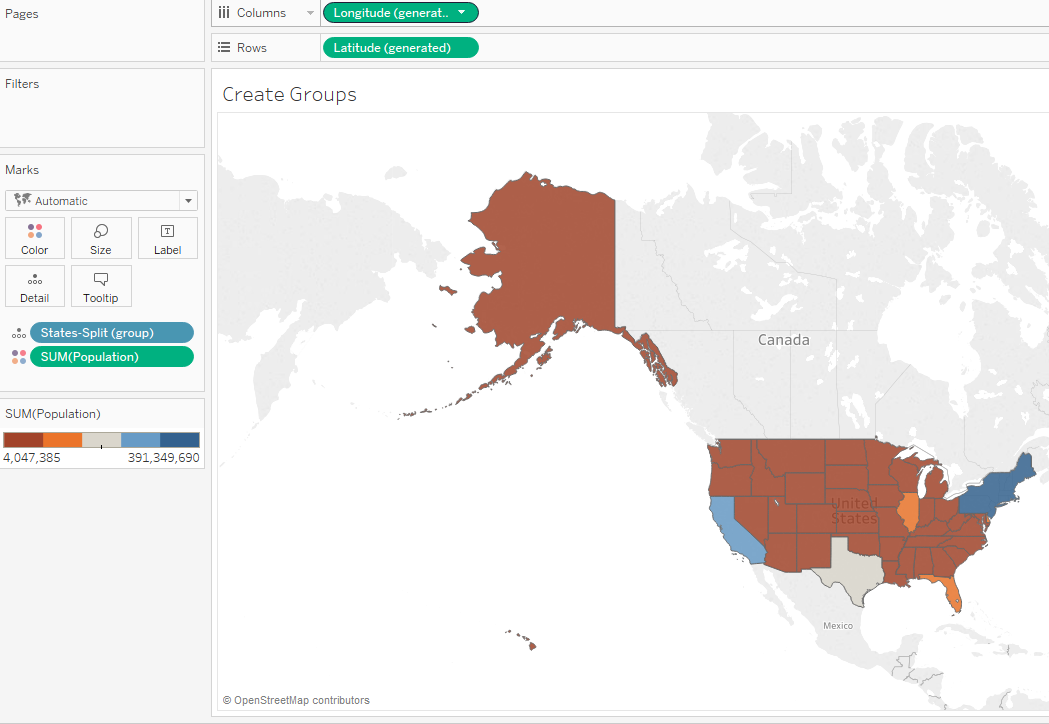 Pages
Columns
Longitude (generat..
Rows
Latitude (generated)
Filters
Create Groups
Marks
Automatic
Color
Size
T
Label
Detail
Tooltip
States-Split (group)
SUM(Population)
SUM(Population)
4,047,385
391,349,690
Canada
United
States
Mexico
© OpenStreetMap contributors